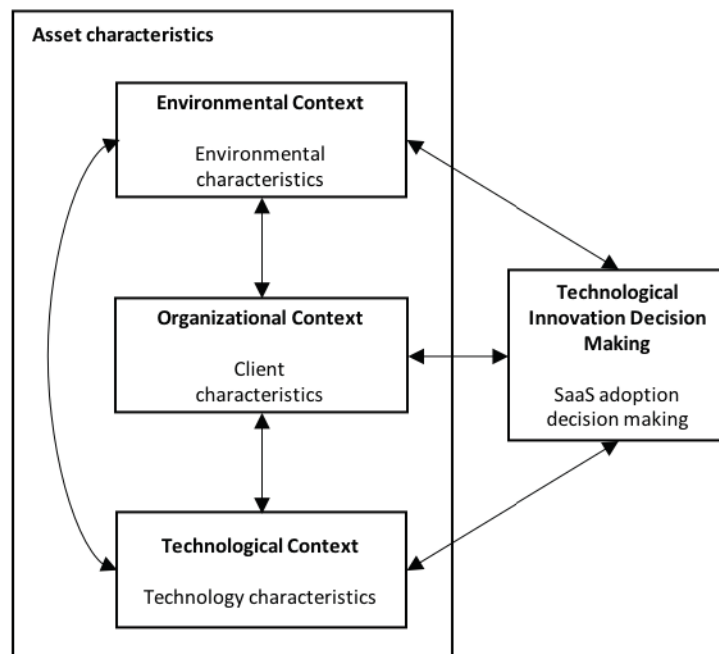 Asset characteristics
Environmental Context
Environmental
characteristics
Organizational Context
Client
characteristics
Technological Context
Technology characteristics
Technological
Innovation Decision
Making
SaaS adoption
decision making